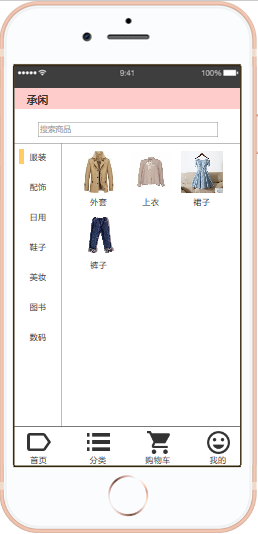 9:41
100%
承闲
搜索商品
服装
配饰
日用
鞋子
美妆
图书
数码
外套
上衣
裙子
裤子
首页
分类
购物车
我的